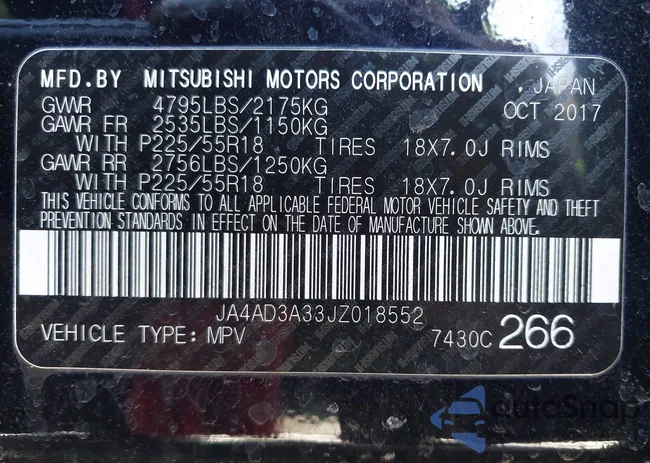 MFD.BY MITSUBISHI MOTORS CORPORATION , JAPAN
GVWR 4795LBS/2175KG OCT 2017
GAWR FR 2535LBS/1150KG
WITH P225/55R18 TIRES 18X7.0J RIMS
GAWR RR 2756LBS/1250KG
WITH P225/55R18 TIRES 18X7.0J RIMS
THIS VEHICLE CONFORMS TO ALL APPLICABLE FEDERAL MOTOR VEHICLE SAFETY AND THEFT
PREVENTION STANDARDS IN EFFECT ON THE DATE OF MANUFACTURE SHOWN ABOVE.
JA4AD3A33JZ018552
VEHICLE TYPE: MPV 7430C 266
autoSnap